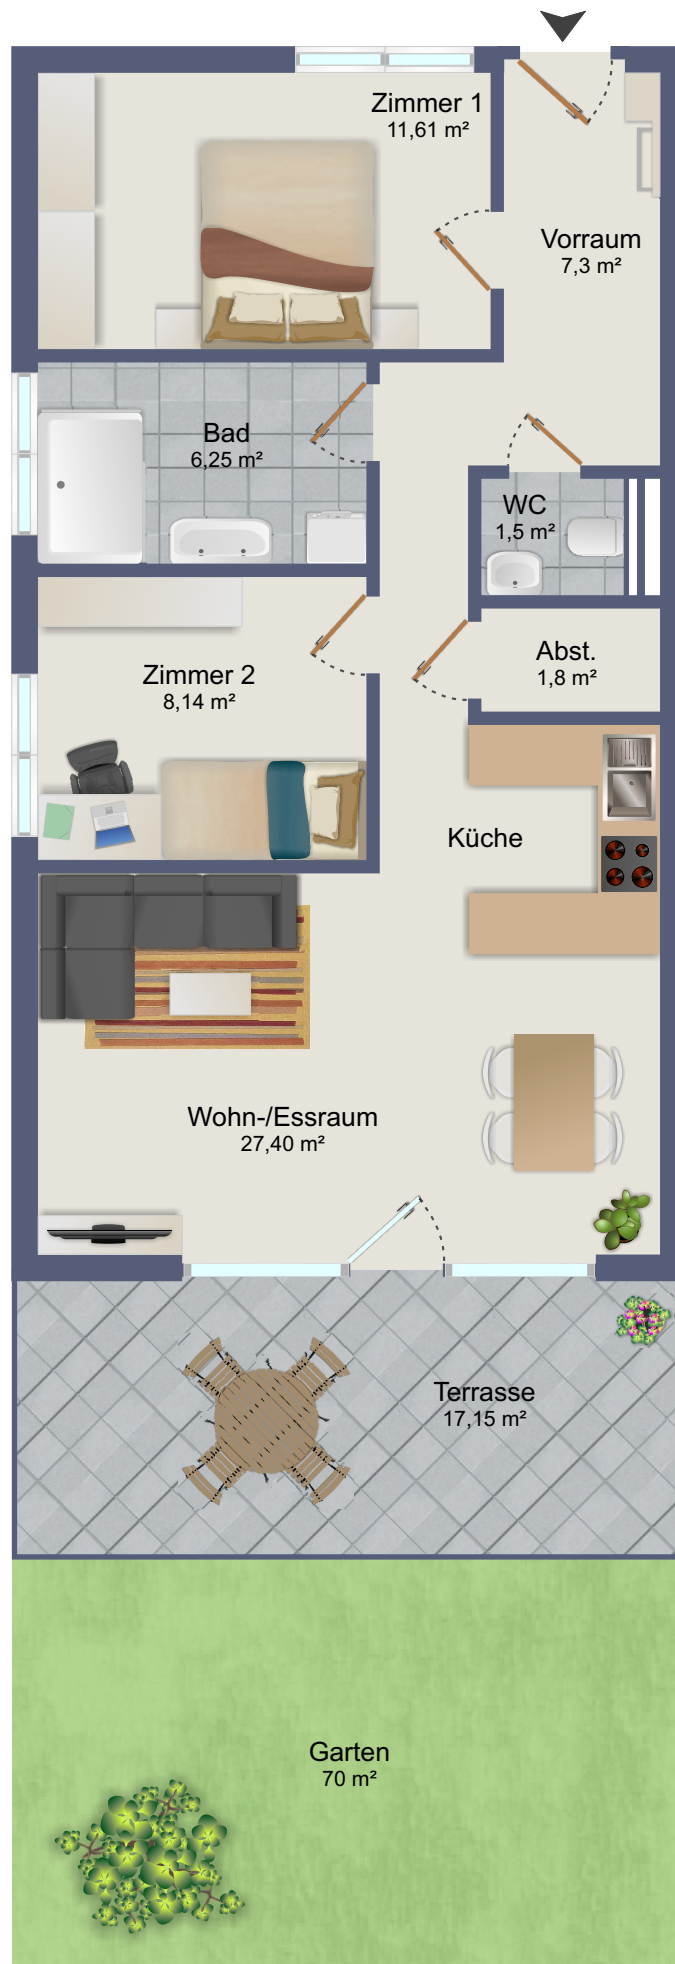 Zimmer 1
11,61 m²
Vorraum
7,3 m²
Bad
6,25 m²
WC
1,5 m²
Abst.
1,8 m²
Zimmer 2
8,14 m²
Küche
Wohn-/Essraum
27,40 m²
Terrasse
17,15 m²
Garten
70 m²